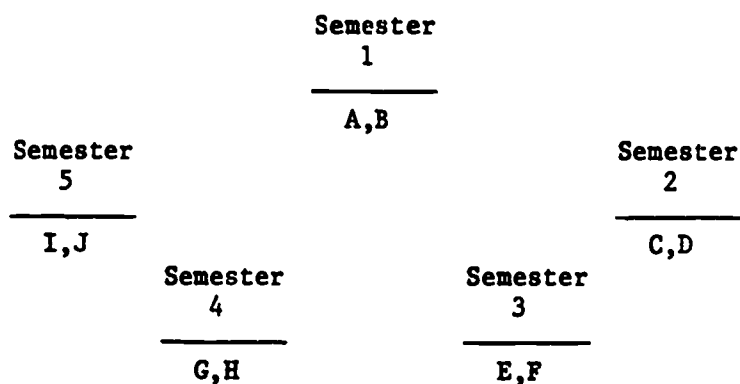 Semester
1
A,B
Semester
5
I,J
Semester
2
C,D
Semester
4
G,H
Semester
3
E,F